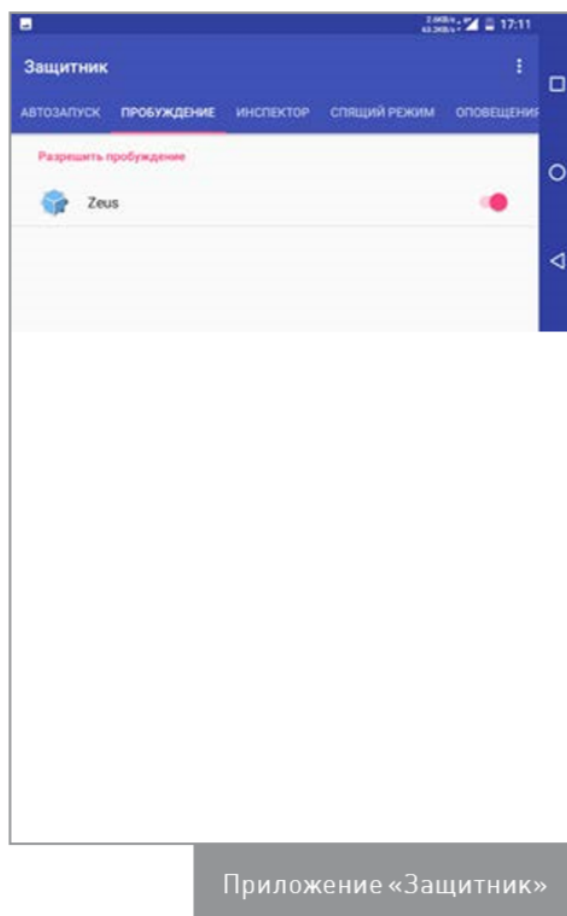 17:11
Защитник
АВТОЗАПУСК ПРОБУЖДЕНИЕ ИНСПЕКТОР СПЯЩИЙ РЕЖИМ ОПОВЕЩЕНИЯ
Разрешить пробуждение
Zeus
Приложение «Защитник»